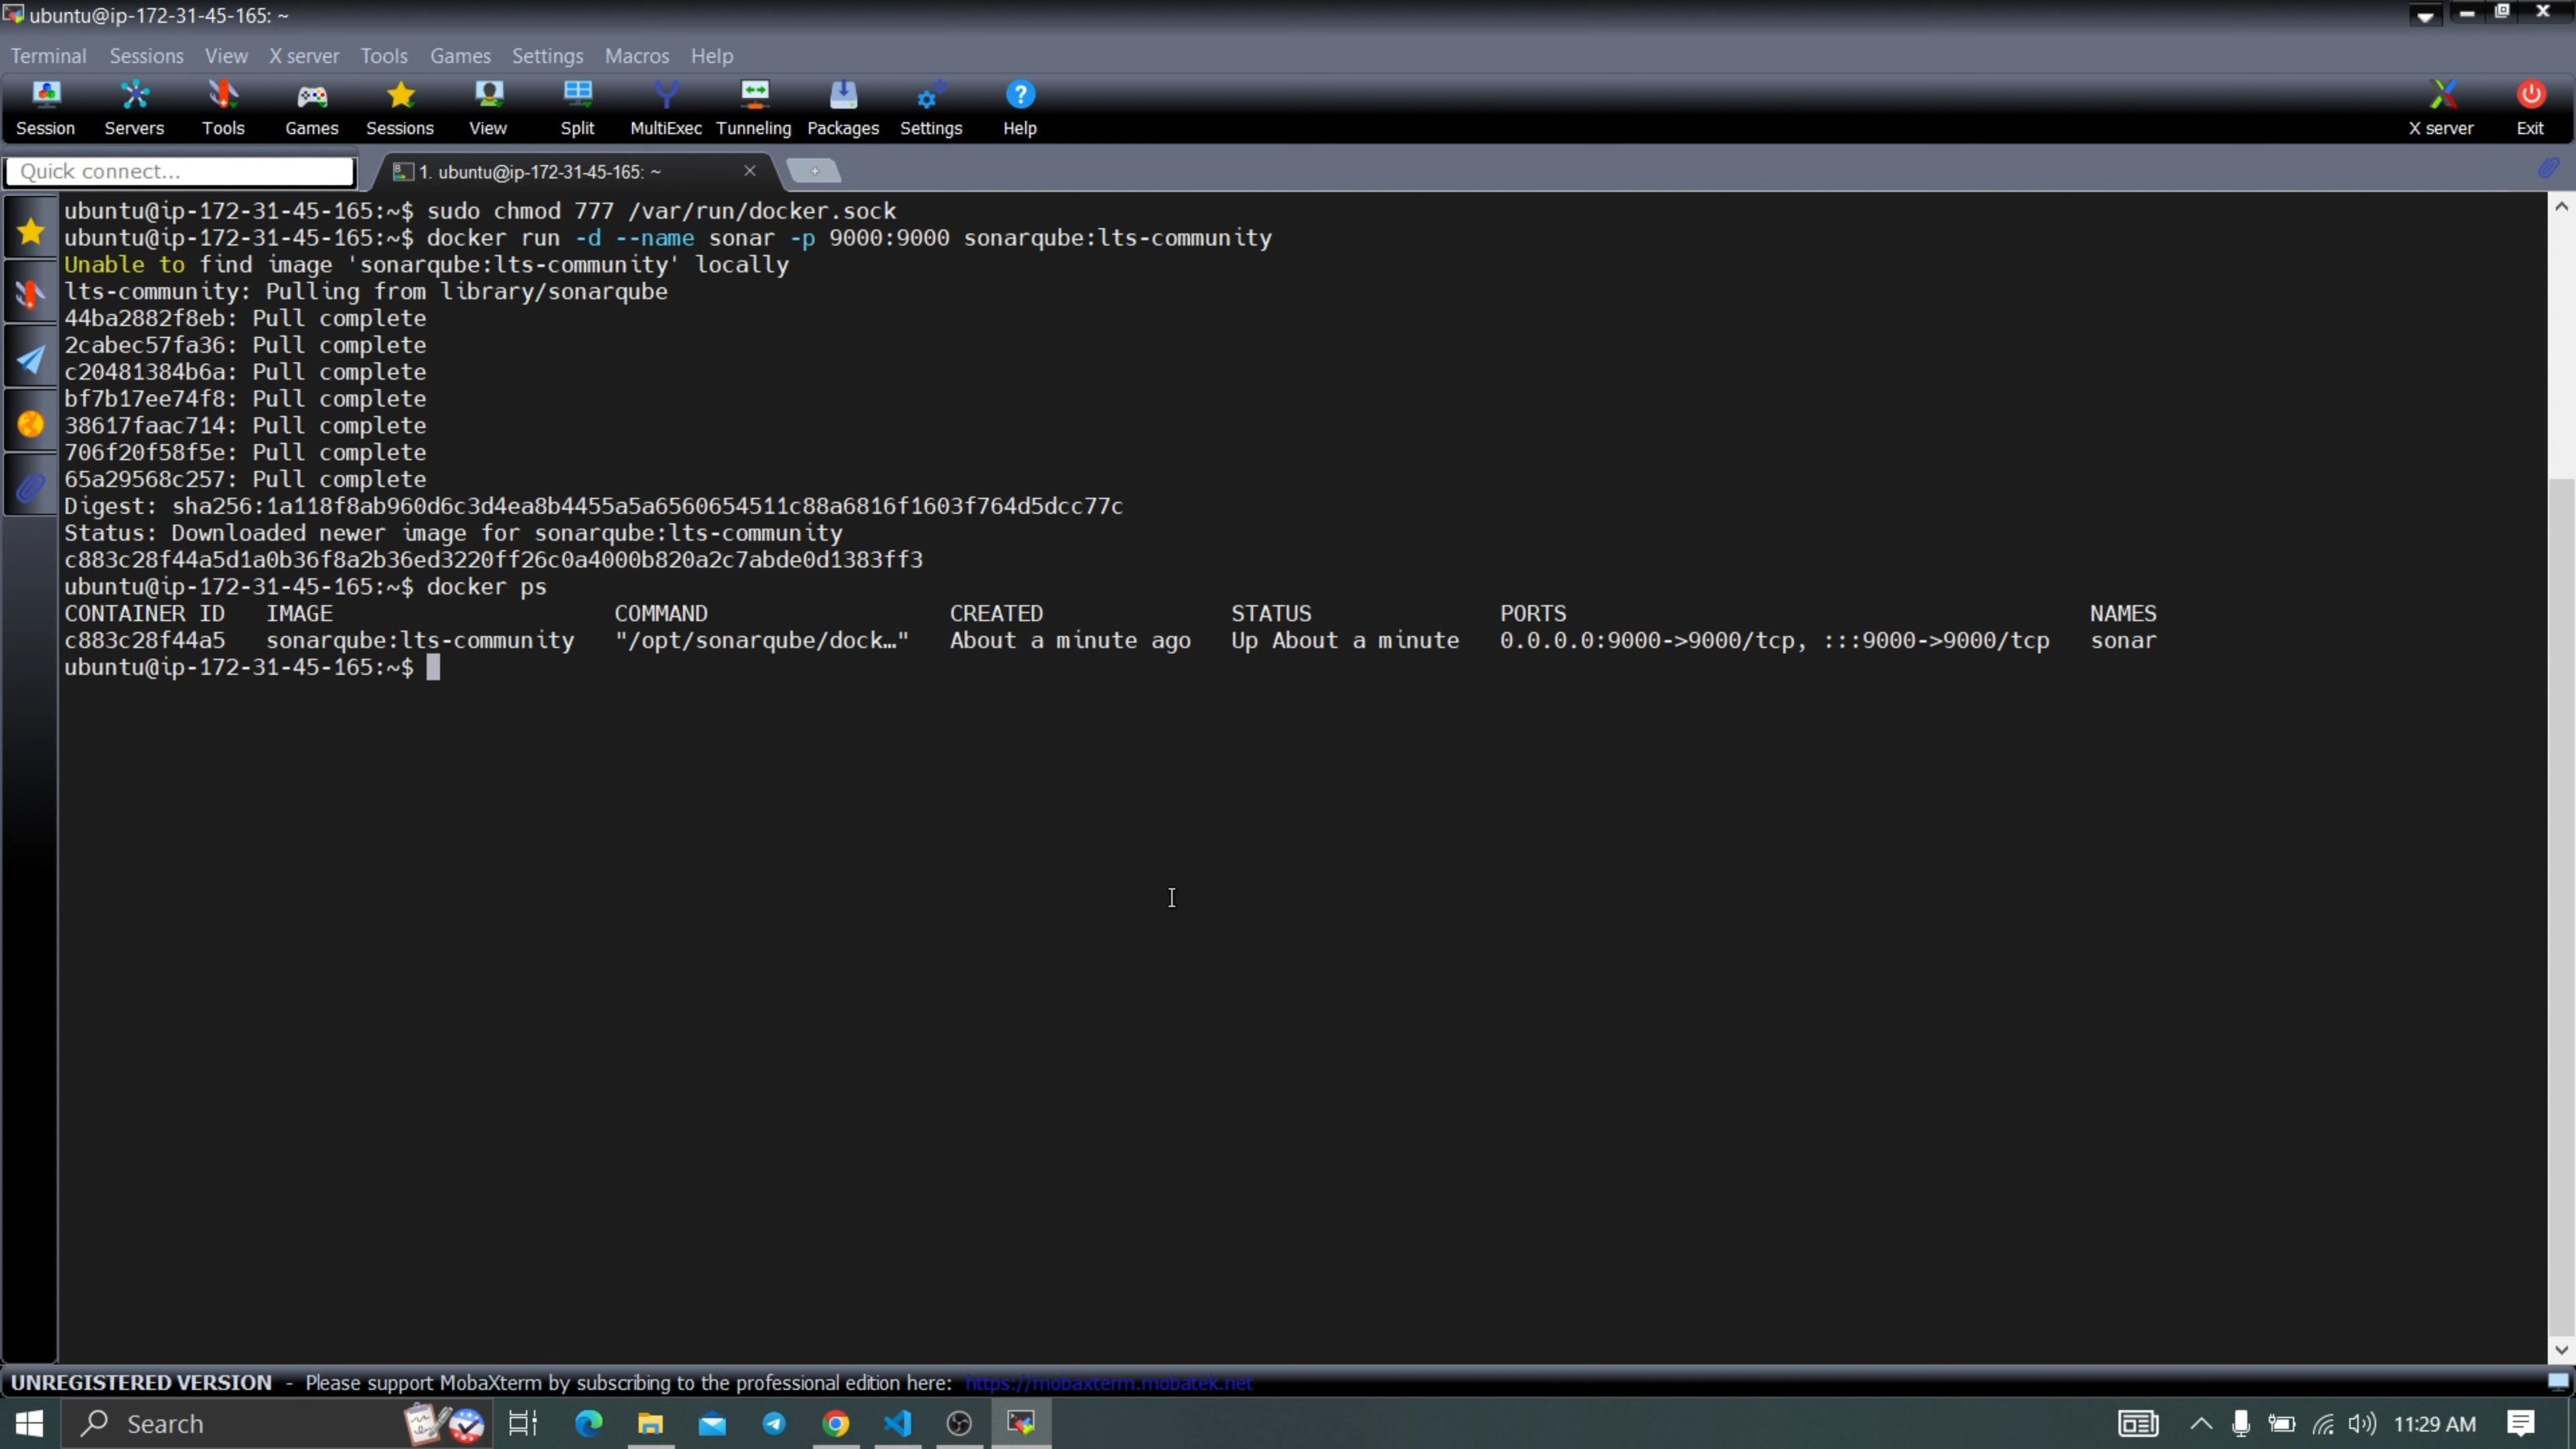 ubuntu@ip-172-31-45-165: ~
Terminal Sessions View X server Tools Games Settings Macros Help
Session Servers Tools Games Sessions View Split MultiExec Tunneling Packages Settings Help X server Exit
Quick connect... 1. ubuntu@ip-172-31-45-165: ~
ubuntu@ip-172-31-45-165:~$ sudo chmod 777 /var/run/docker.sock
ubuntu@ip-172-31-45-165:~$ docker run -d --name sonar -p 9000:9000 sonarqube:lts-community
Unable to find image 'sonarqube:lts-community' locally
lts-community: Pulling from library/sonarqube
44ba2882f8eb: Pull complete
2cabec57fa36: Pull complete
c20481384b6a: Pull complete
bf7b17ee74f8: Pull complete
38617faac714: Pull complete
706f20f58f5e: Pull complete
65a29568c257: Pull complete
Digest: sha256:1a118f8ab960d6c3d4ea8b4455a5a6560654511c88a6816f1603f764d5dcc77c
Status: Downloaded newer image for sonarqube:lts-community
c883c28f44a5d1a0b36f8a2b36ed3220ff26c0a4000b820a2c7abde0d1383ff3
ubuntu@ip-172-31-45-165:~$ docker ps
CONTAINER ID IMAGE COMMAND CREATED STATUS PORTS NAMES
c883c28f44a5 sonarqube:lts-community "/opt/sonarqube/dock…" About a minute ago Up About a minute 0.0.0.0:9000->9000/tcp, :::9000->9000/tcp sonar
ubuntu@ip-172-31-45-165:~$
UNREGISTERED VERSION - Please support MobaXterm by subscribing to the professional edition here: https://mobaxterm.mobatek.net
Search 11:29 AM